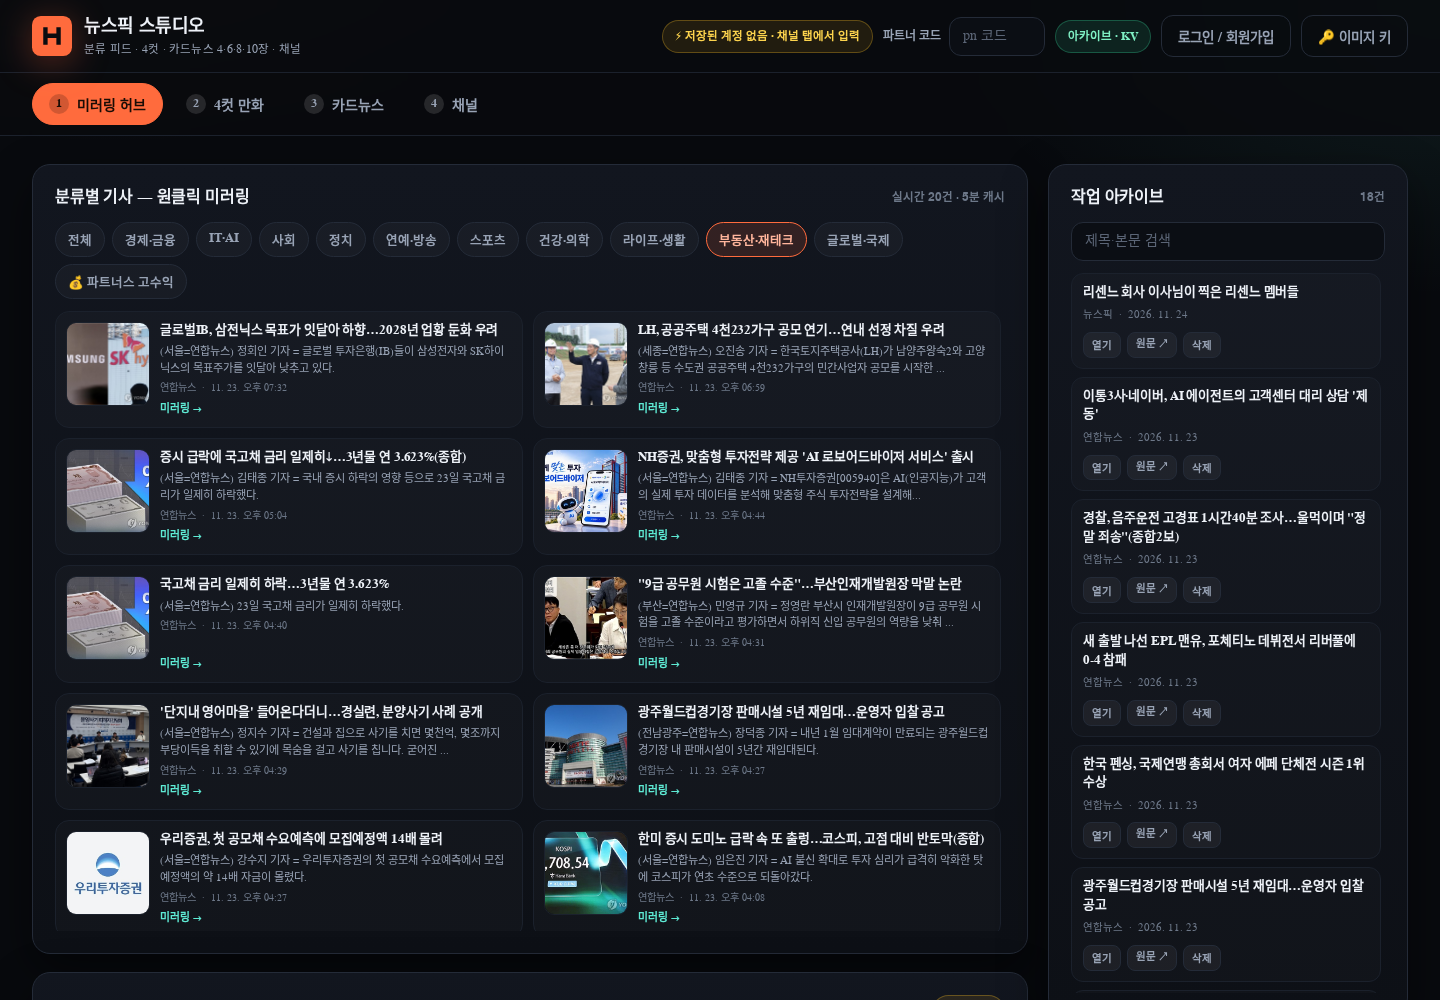 H
뉴스픽 스튜디오
분류 피드 · 4컷 · 카드뉴스 4·6·8·10장 · 채널
⚡ 저장된 계정 없음 · 채널 탭에서 입력
파트너 코드
pn 코드
아카이브 · KV
로그인 / 회원가입
🔑 이미지 키
1 미러링 허브
2 4컷 만화
3 카드뉴스
4 채널
분류별 기사 — 원클릭 미러링
실시간 20건 · 5분 캐시
전체
경제·금융
IT·AI
사회
정치
연예·방송
스포츠
건강·의학
라이프·생활
부동산·재테크
글로벌·국제
💰 파트너스 고수익
글로벌IB, 삼전닉스 목표가 잇달아 하향…2028년 업황 둔화 우려
(서울=연합뉴스) 정회인 기자 = 글로벌 투자은행(IB)들이 삼성전자와 SK하이
닉스의 목표주가를 잇달아 낮추고 있다.
연합뉴스 · 11. 23. 오후 07:32
미러링 →
LH, 공공주택 4천232가구 공모 연기…연내 선정 차질 우려
(세종=연합뉴스) 오진송 기자 = 한국토지주택공사(LH)가 남양주왕숙2와 고양
창릉 등 수도권 공공주택 4천232가구의 민간사업자 공모를 시작한 ...
연합뉴스 · 11. 23. 오후 06:59
미러링 →
증시 급락에 국고채 금리 일제히↓…3년물 연 3.623%(종합)
(서울=연합뉴스) 김태종 기자 = 국내 증시 하락의 영향 등으로 23일 국고채 금
리가 일제히 하락했다.
연합뉴스 · 11. 23. 오후 05:04
미러링 →
NH증권, 맞춤형 투자전략 제공 'AI 로보어드바이저 서비스' 출시
(서울=연합뉴스) 김태종 기자 = NH투자증권[005940]은 AI(인공지능)가 고객
의 실제 투자 데이터를 분석해 맞춤형 주식 투자전략을 설계해...
연합뉴스 · 11. 23. 오후 04:44
미러링 →
국고채 금리 일제히 하락…3년물 연 3.623%
(서울=연합뉴스) 23일 국고채 금리가 일제히 하락했다.
연합뉴스 · 11. 23. 오후 04:40
미러링 →
"9급 공무원 시험은 고졸 수준"…부산인재개발원장 막말 논란
(부산=연합뉴스) 민영규 기자 = 정영란 부산시 인재개발원장이 9급 공무원 시
험을 고졸 수준이라고 평가하면서 하위직 신입 공무원의 역량을 낮춰 ...
연합뉴스 · 11. 23. 오후 04:31
미러링 →
'단지내 영어마을' 들어온다더니…경실련, 분양사기 사례 공개
(서울=연합뉴스) 정지수 기자 = 건설과 집으로 사기를 치면 몇천억, 몇조까지
부당이득을 취할 수 있기에 목숨을 걸고 사기를 칩니다. 굳어진 ...
연합뉴스 · 11. 23. 오후 04:29
미러링 →
광주월드컵경기장 판매시설 5년 재임대…운영자 입찰 공고
(전남광주=연합뉴스) 장덕종 기자 = 내년 1월 임대계약이 만료되는 광주월드컵
경기장 내 판매시설이 5년간 재임대된다.
연합뉴스 · 11. 23. 오후 04:27
미러링 →
우리투자증권
우리증권, 첫 공모채 수요예측에 모집예정액 14배 몰려
(서울=연합뉴스) 강수지 기자 = 우리투자증권의 첫 공모채 수요예측에서 모집
예정액의 약 14배 자금이 몰렸다.
연합뉴스 · 11. 23. 오후 04:27
미러링 →
KOSPI
,708.54
한미 증시 도미노 급락 속 또 출렁…코스피, 고점 대비 반토막(종합)
(서울=연합뉴스) 임은진 기자 = AI 불신 확대로 투자 심리가 급격히 악화한 탓
에 코스피가 연초 수준으로 되돌아갔다.
연합뉴스 · 11. 23. 오후 04:08
미러링 →
작업 아카이브
18건
제목·본문 검색
리센느 회사 이사님이 찍은 리센느 멤버들
뉴스픽 · 2026. 11. 24
열기 원문 ↗ 삭제
이통3사·네이버, AI 에이전트의 고객센터 대리 상담 '제
동'
연합뉴스 · 2026. 11. 23
열기 원문 ↗ 삭제
경찰, 음주운전 고경표 1시간40분 조사…울먹이며 "정
말 죄송"(종합2보)
연합뉴스 · 2026. 11. 23
열기 원문 ↗ 삭제
새 출발 나선 EPL 맨유, 포체티노 데뷔전서 리버풀에
0-4 참패
연합뉴스 · 2026. 11. 23
열기 원문 ↗ 삭제
한국 펜싱, 국제연맹 총회서 여자 에페 단체전 시즌 1위
수상
연합뉴스 · 2026. 11. 23
열기 원문 ↗ 삭제
광주월드컵경기장 판매시설 5년 재임대…운영자 입찰
공고
연합뉴스 · 2026. 11. 23
열기 원문 ↗ 삭제